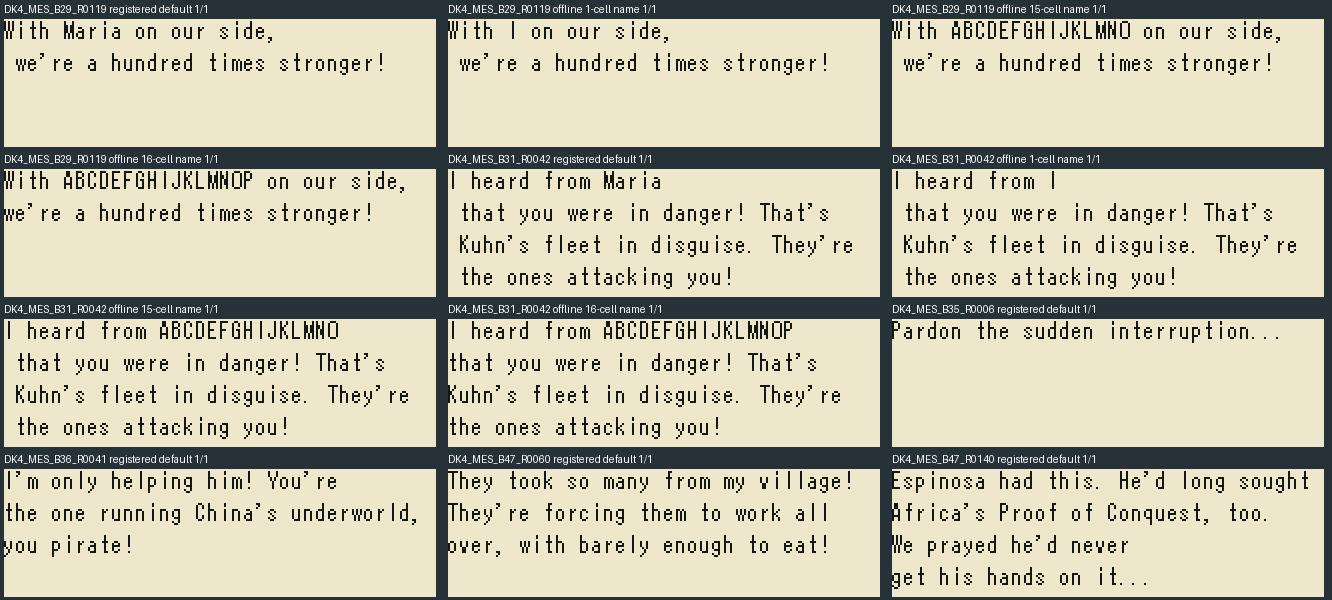 DK4_MES_B29_R0119 registered default 1/1
With Maria on our side,
we're a hundred times stronger!
DK4_MES_B29_R0119 offline 1-cell name 1/1
With I on our side,
we're a hundred times stronger!
DK4_MES_B29_R0119 offline 15-cell name 1/1
With ABCDEFGHIJKLMNO on our side,
we're a hundred times stronger!
DK4_MES_B29_R0119 offline 16-cell name 1/1
With ABCDEFGHIJKLMNOP on our side,
we're a hundred times stronger!
DK4_MES_B31_R0042 registered default 1/1
I heard from Maria
that you were in danger! That's
Kuhn's fleet in disguise. They're
the ones attacking you!
DK4_MES_B31_R0042 offline 1-cell name 1/1
I heard from I
that you were in danger! That's
Kuhn's fleet in disguise. They're
the ones attacking you!
DK4_MES_B31_R0042 offline 15-cell name 1/1
I heard from ABCDEFGHIJKLMNO
that you were in danger! That's
Kuhn's fleet in disguise. They're
the ones attacking you!
DK4_MES_B31_R0042 offline 16-cell name 1/1
I heard from ABCDEFGHIJKLMNOP
that you were in danger! That's
Kuhn's fleet in disguise. They're
the ones attacking you!
DK4_MES_B35_R0006 registered default 1/1
Pardon the sudden interruption...
DK4_MES_B36_R0041 registered default 1/1
I'm only helping him! You're
the one running China's underworld,
you pirate!
DK4_MES_B47_R0060 registered default 1/1
They took so many from my village!
They're forcing them to work all
over, with barely enough to eat!
DK4_MES_B47_R0140 registered default 1/1
Espinosa had this. He'd long sought
Africa's Proof of Conquest, too.
We prayed he'd never
get his hands on it...